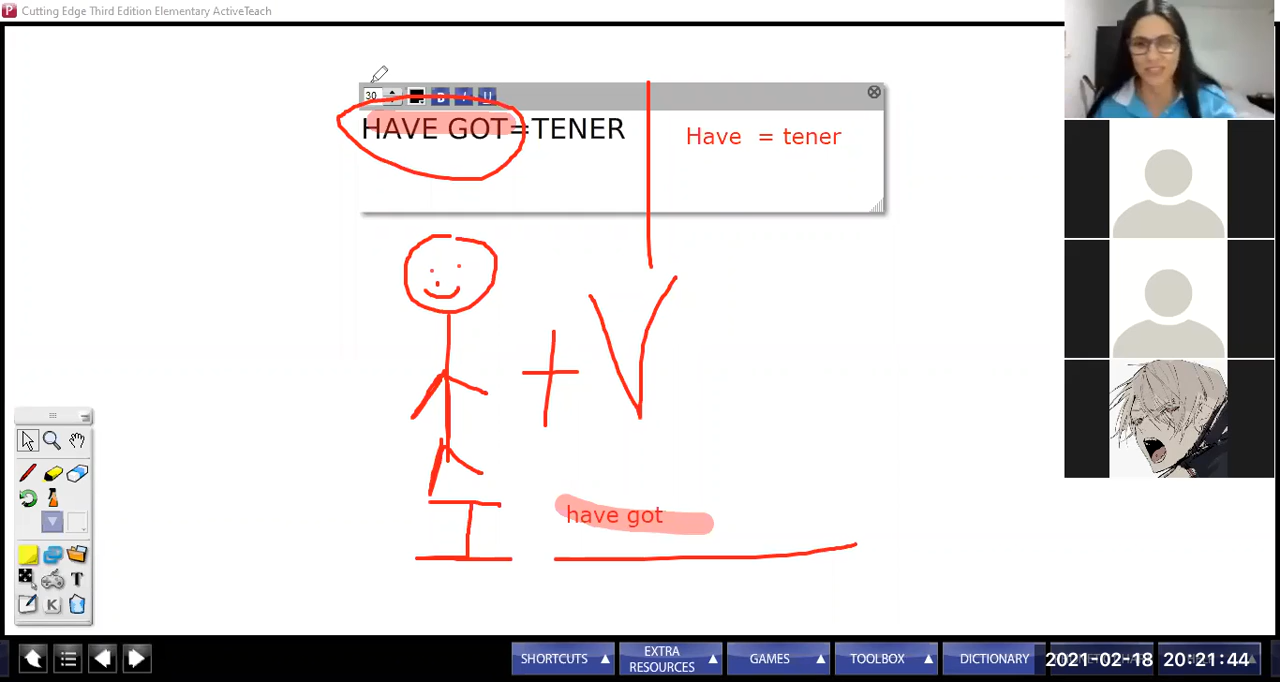 Cutting Edge Third Edition Elementary ActiveTeach
30 B I U
HAVE GOT=TENER
Have = tener
+ V
I have got
T
K
SHORTCUTS
EXTRA RESOURCES
GAMES
TOOLBOX
DICTIONARY
2021-02-18 20:21:44